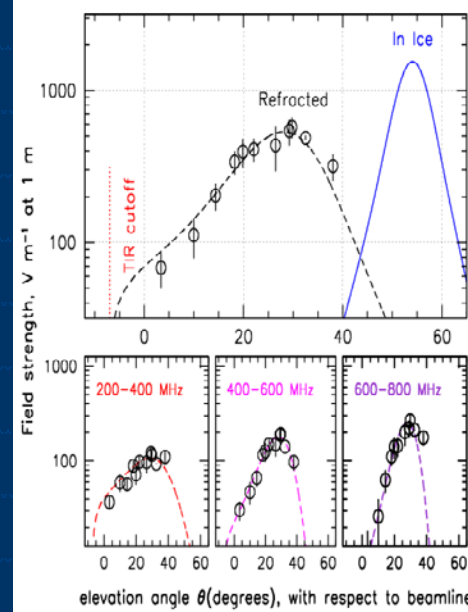 In Ice
Refracted
1000
100
TIR cutoff
Field strength, V m⁻¹ at 1 m
0 20 40 60
200-400 MHz 400-600 MHz 600-800 MHz
1000
100
0 20 40 60 0 20 40 60 0 20 40 60
elevation angle θ(degrees), with respect to beamline